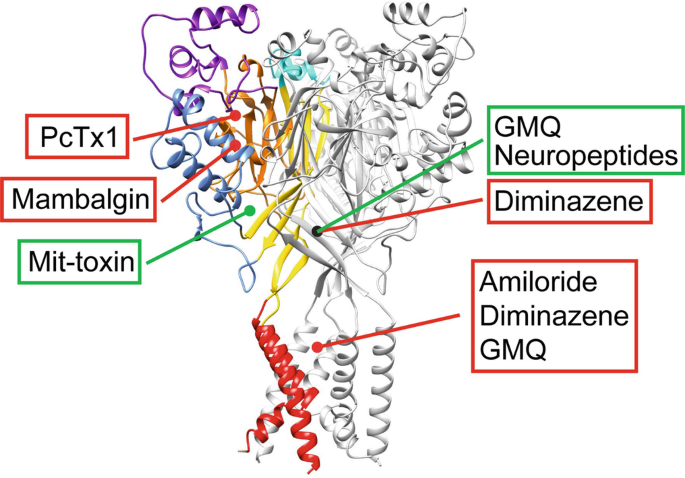 PcTx1
Mambalgin
Mit-toxin
GMQ
Neuropeptides
Diminazene
Amiloride
Diminazene
GMQ